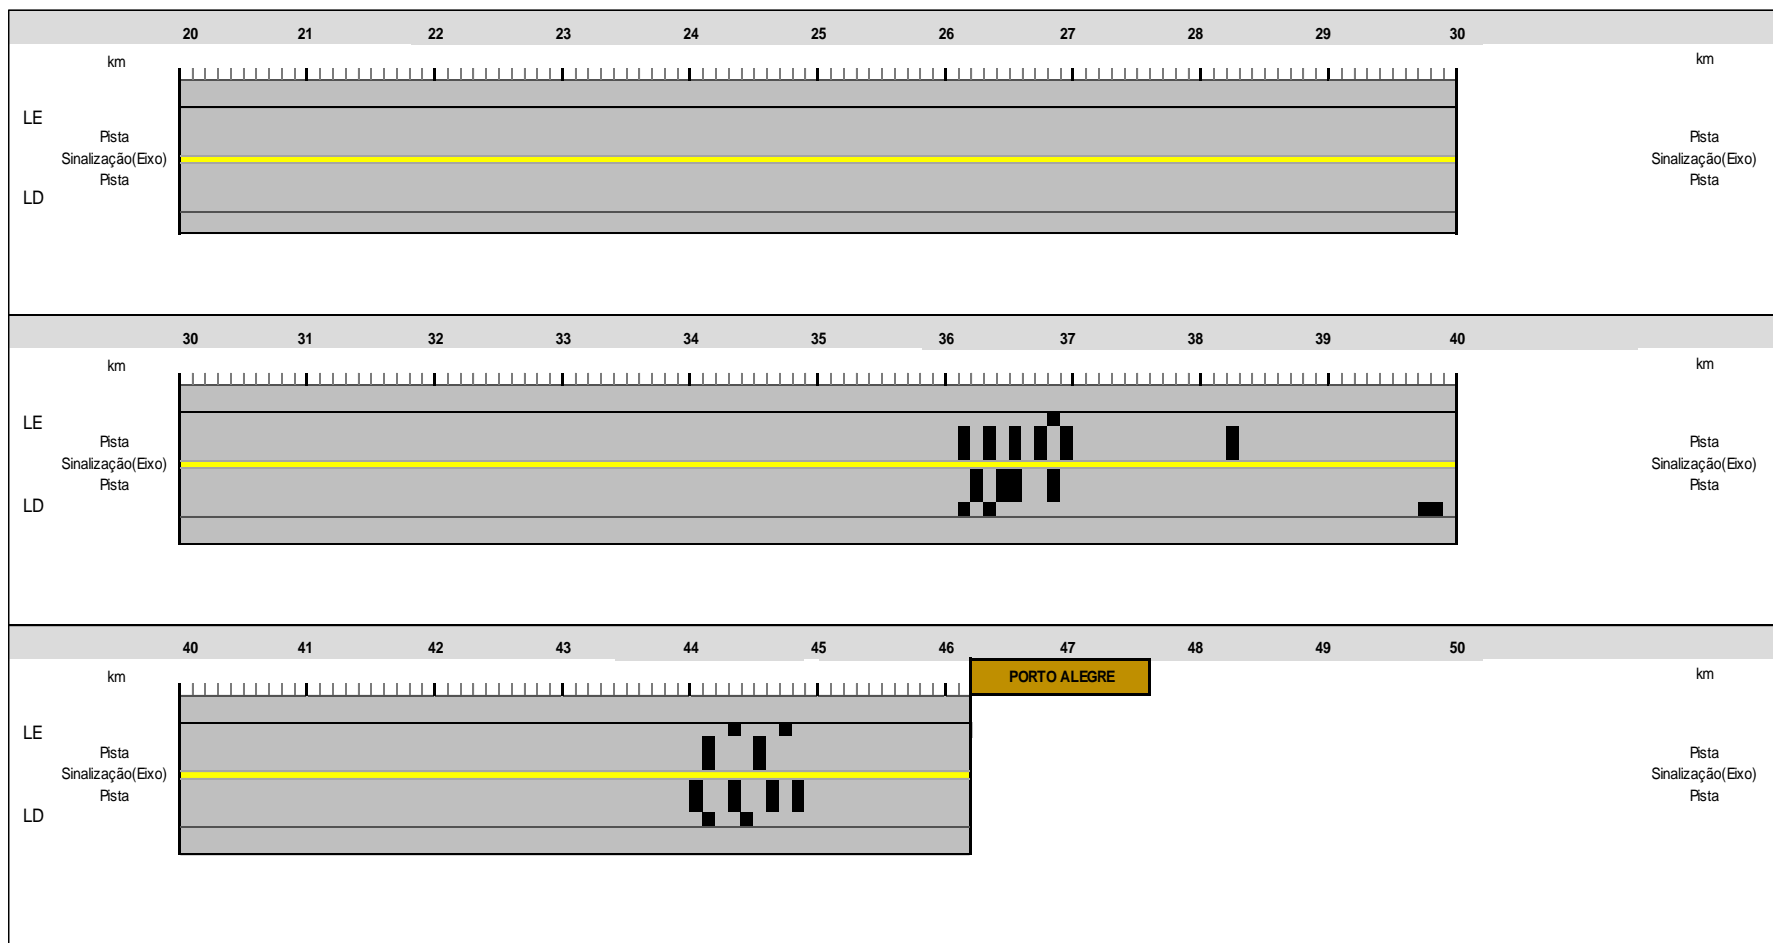 20 21 22 23 24 25 26 27 28 29 30
km km
LE
Pista Pista
Sinalização(Eixo) Sinalização(Eixo)
Pista Pista
LD
30 31 32 33 34 35 36 37 38 39 40
km km
LE
Pista Pista
Sinalização(Eixo) Sinalização(Eixo)
Pista Pista
LD
40 41 42 43 44 45 46 47 48 49 50
km PORTO ALEGRE km
LE
Pista Pista
Sinalização(Eixo) Sinalização(Eixo)
Pista Pista
LD